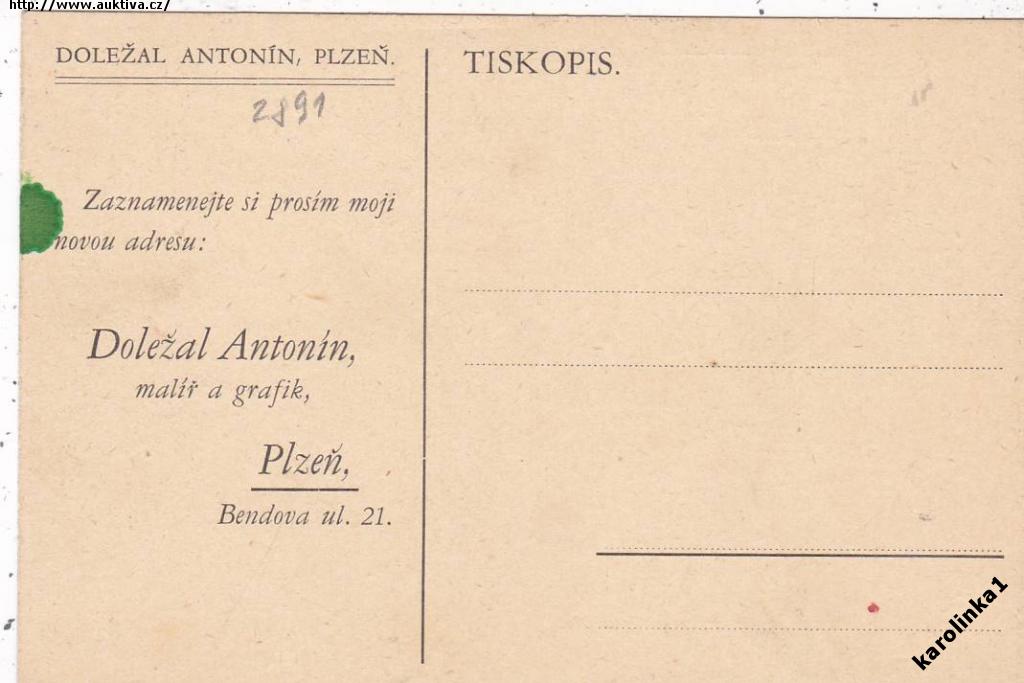 http://www.auktiva.cz/
DOLEŽAL ANTONÍN, PLZEŇ.
2891
Zaznamenejte si prosím moji
novou adresu:
Doležal Antonín,
malíř a grafik,
Plzeň,
Bendova ul. 21.
TISKOPIS.
karolinka1